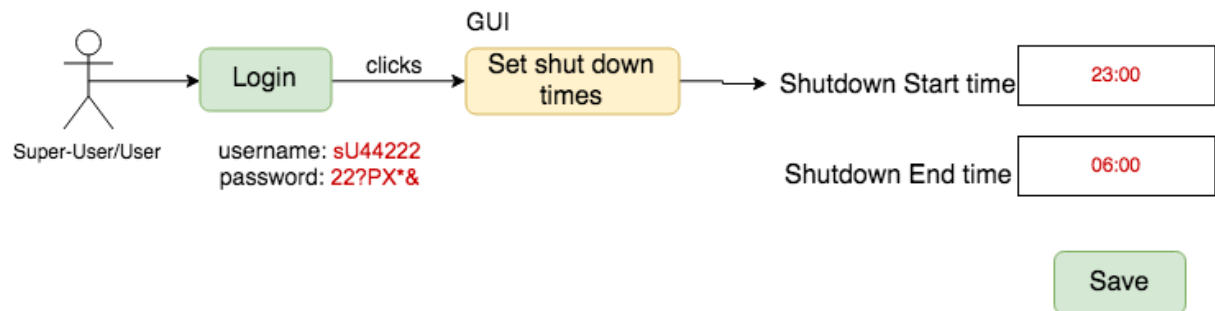 GUI
Login
clicks
Set shut down
times
Shutdown Start time
23:00
Super-User/User
username: sU44222
password: 22?PX*&
Shutdown End time
06:00
Save